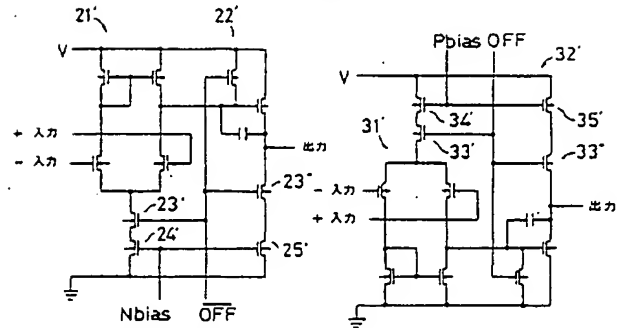 21'
22'
V
+ 入力
- 入力
出力
23"
23'
24'
25'
Nbias
OFF
Pbias OFF
32'
V
34'
35'
31'
33'
33"
- 入力
+ 入力
出力